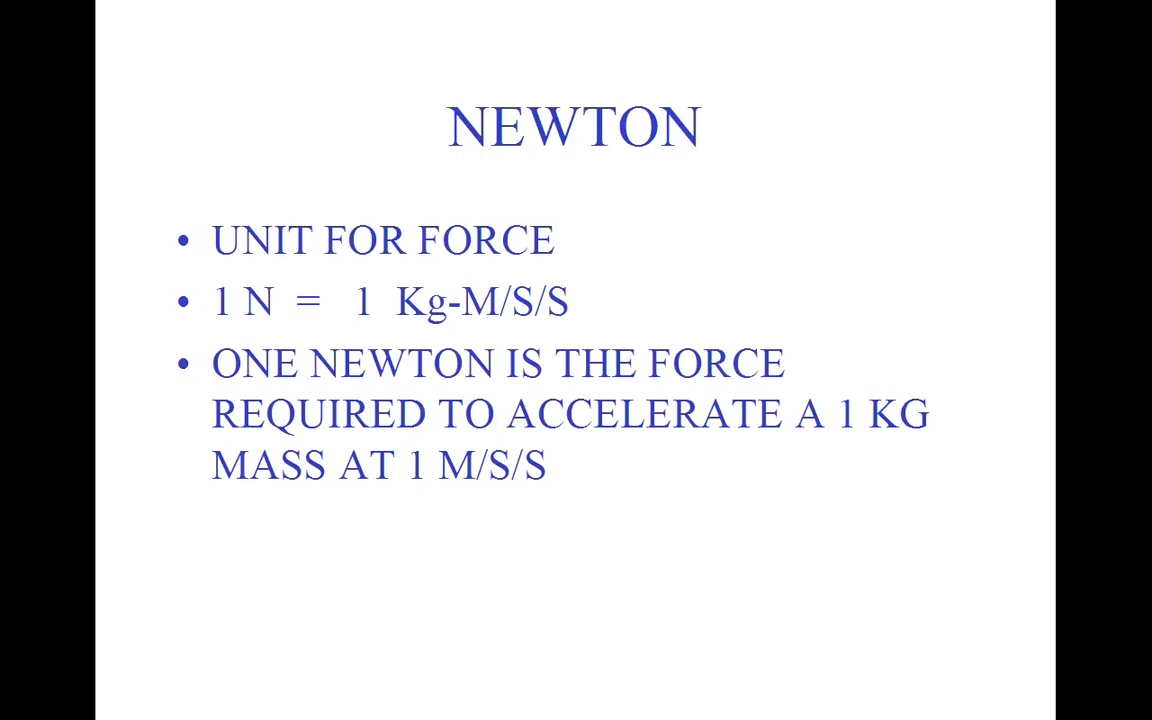 NEWTON
• UNIT FOR FORCE
• 1 N = 1 Kg-M/S/S
• ONE NEWTON IS THE FORCE
REQUIRED TO ACCELERATE A 1 KG
MASS AT 1 M/S/S